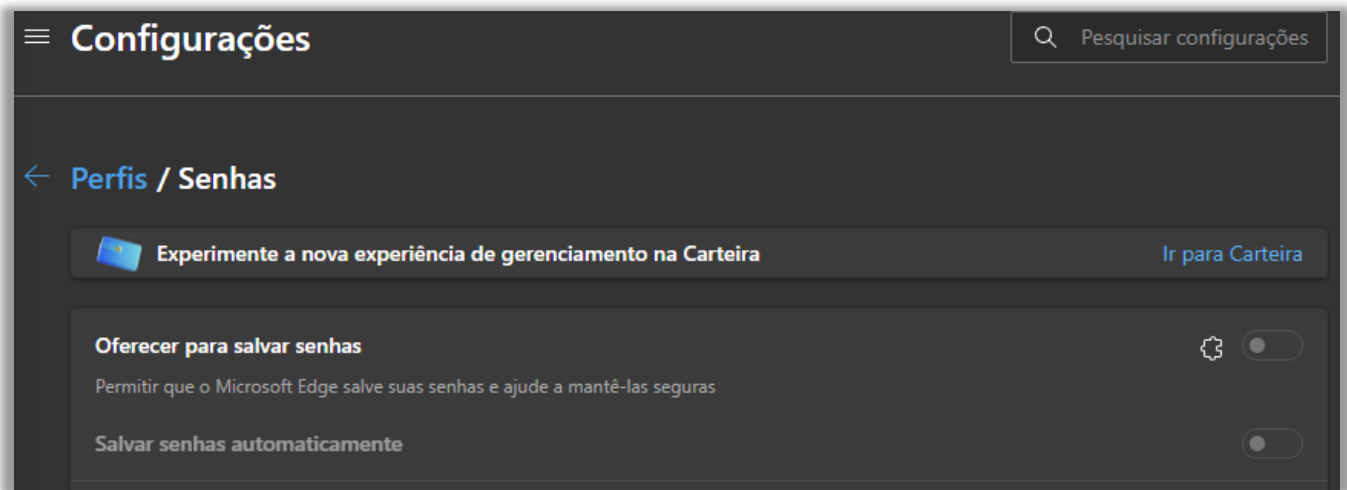 Configurações
Pesquisar configurações
Perfis / Senhas
Experimente a nova experiência de gerenciamento na Carteira
Ir para Carteira
Oferecer para salvar senhas
Permitir que o Microsoft Edge salve suas senhas e ajude a mantê-las seguras
Salvar senhas automaticamente